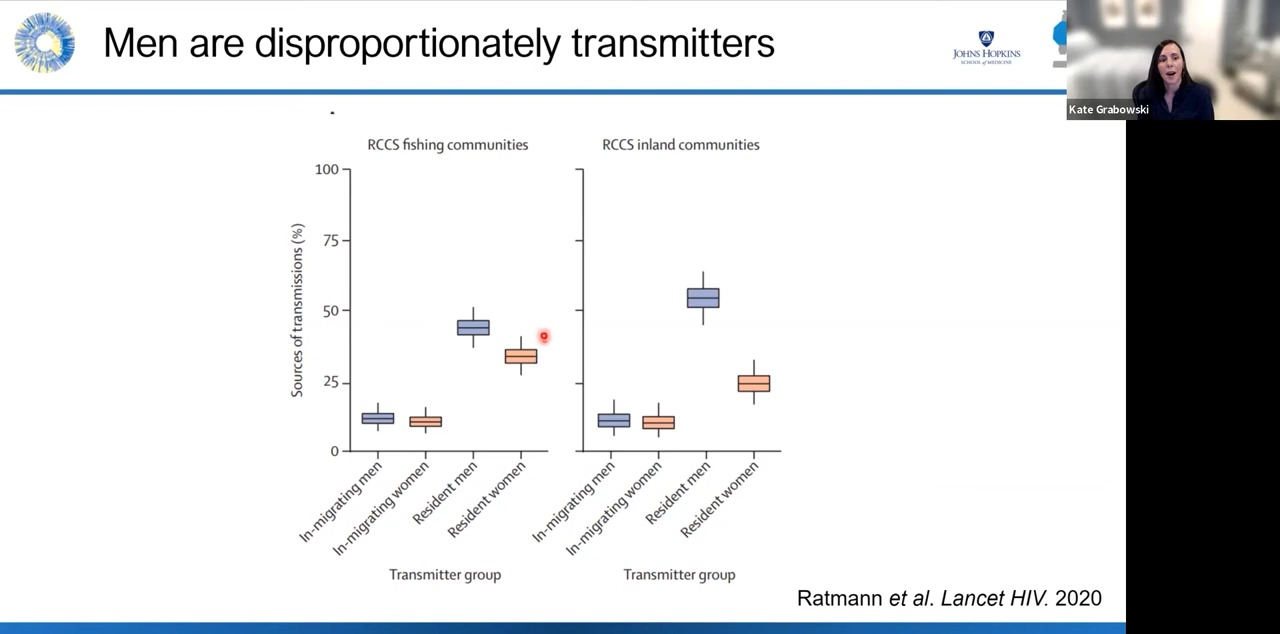 Men are disproportionately transmitters
JOHNS HOPKINS
SCHOOL of MEDICINE
Kate Grabowski
RCCS fishing communities
RCCS inland communities
Sources of transmissions (%)
100
75
50
25
0
In-migrating men
In-migrating women
Resident men
Resident women
In-migrating men
In-migrating women
Resident men
Resident women
Transmitter group
Transmitter group
Ratmann et al. Lancet HIV. 2020